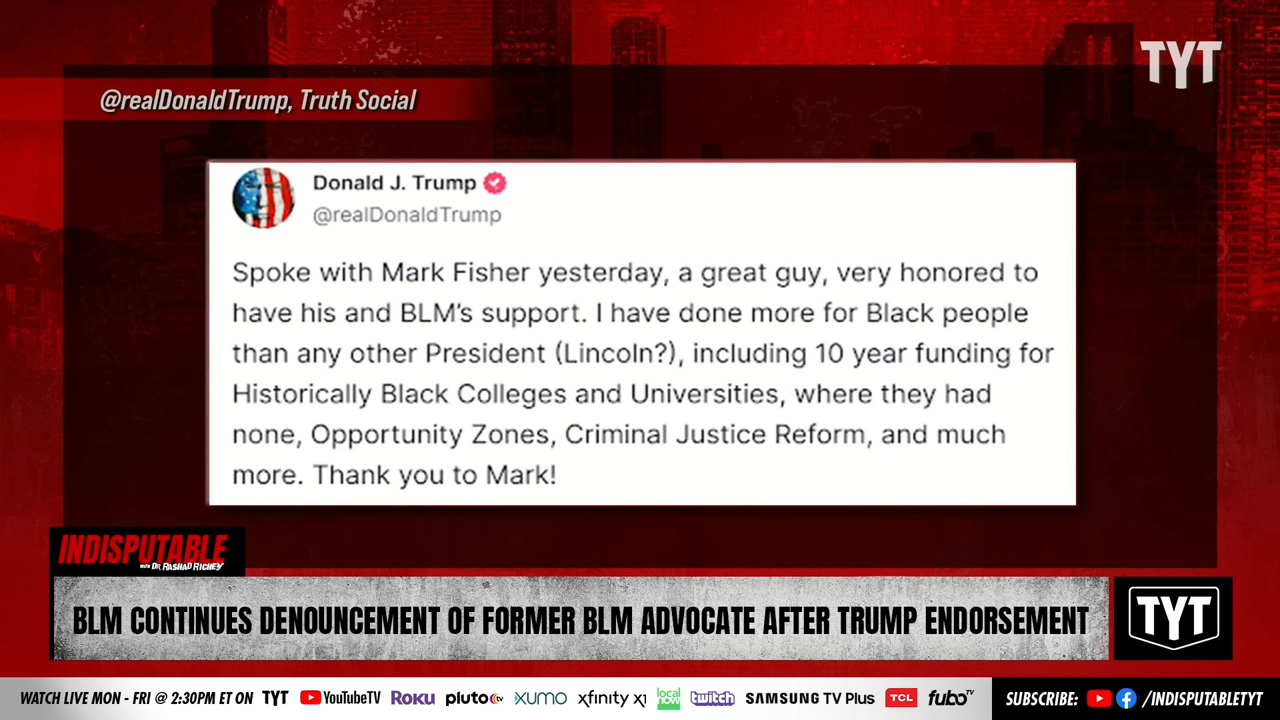 TYT
@realDonaldTrump, Truth Social
Donald J. Trump
@realDonaldTrump
Spoke with Mark Fisher yesterday, a great guy, very honored to
have his and BLM’s support. I have done more for Black people
than any other President (Lincoln?), including 10 year funding for
Historically Black Colleges and Universities, where they had
none, Opportunity Zones, Criminal Justice Reform, and much
more. Thank you to Mark!
INDISPUTABLE
WITH DR. RASHAD RICHEY
BLM CONTINUES DENOUNCEMENT OF FORMER BLM ADVOCATE AFTER TRUMP ENDORSEMENT
TYT
WATCH LIVE MON - FRI @ 2:30PM ET ON TYT YouTubeTV ROKU pluto tv XUMO xfinity x1 local now twitch SAMSUNG TV Plus TCL fubo TV
SUBSCRIBE: /INDISPUTABLETYT